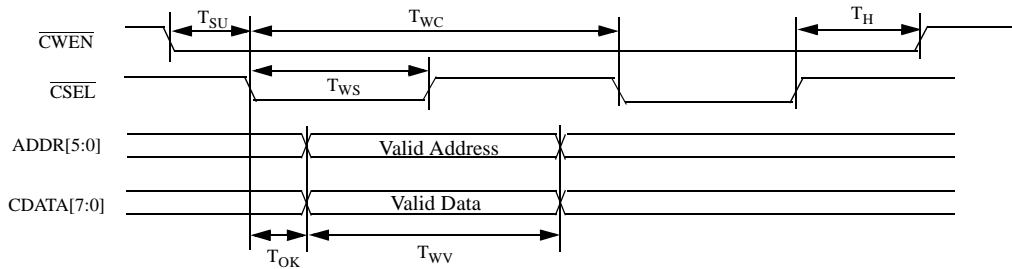 T_SU
T_WC
T_H
CWEN
T_WS
CSEL
ADDR[5:0]
Valid Address
CDATA[7:0]
Valid Data
T_OK
T_WV